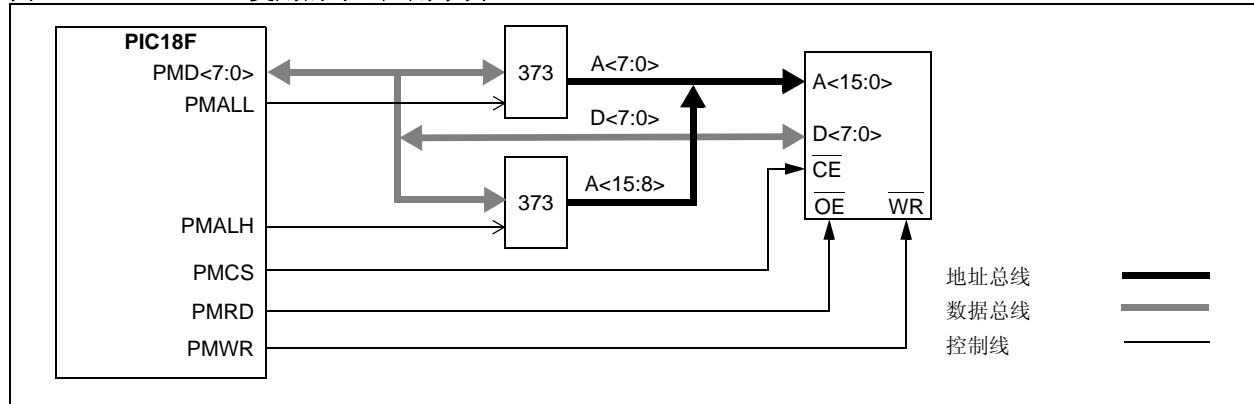 PIC18F
PMD<7:0>
PMALL
PMALH
PMCS
PMRD
PMWR
373
A<7:0>
D<7:0>
373
A<15:8>
A<15:0>
D<7:0>
CE
OE WR
地址总线
数据总线
控制线